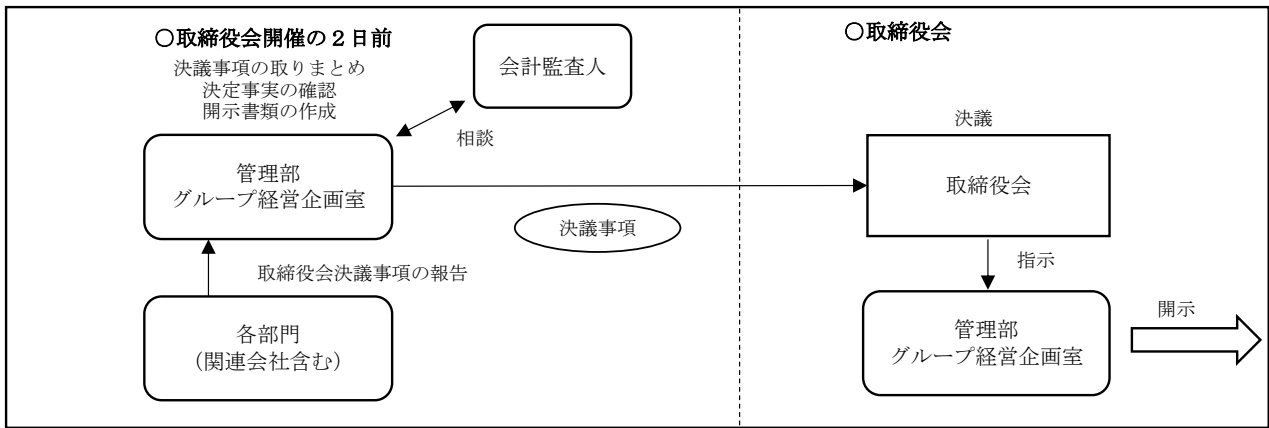 〇取締役会開催の２日前
決議事項の取りまとめ
決定事実の確認
開示書類の作成
会計監査人
相談
管理部
グループ経営企画室
決議事項
取締役会決議事項の報告
各部門
（関連会社含む）
〇取締役会
決議
取締役会
指示
管理部
グループ経営企画室
開示